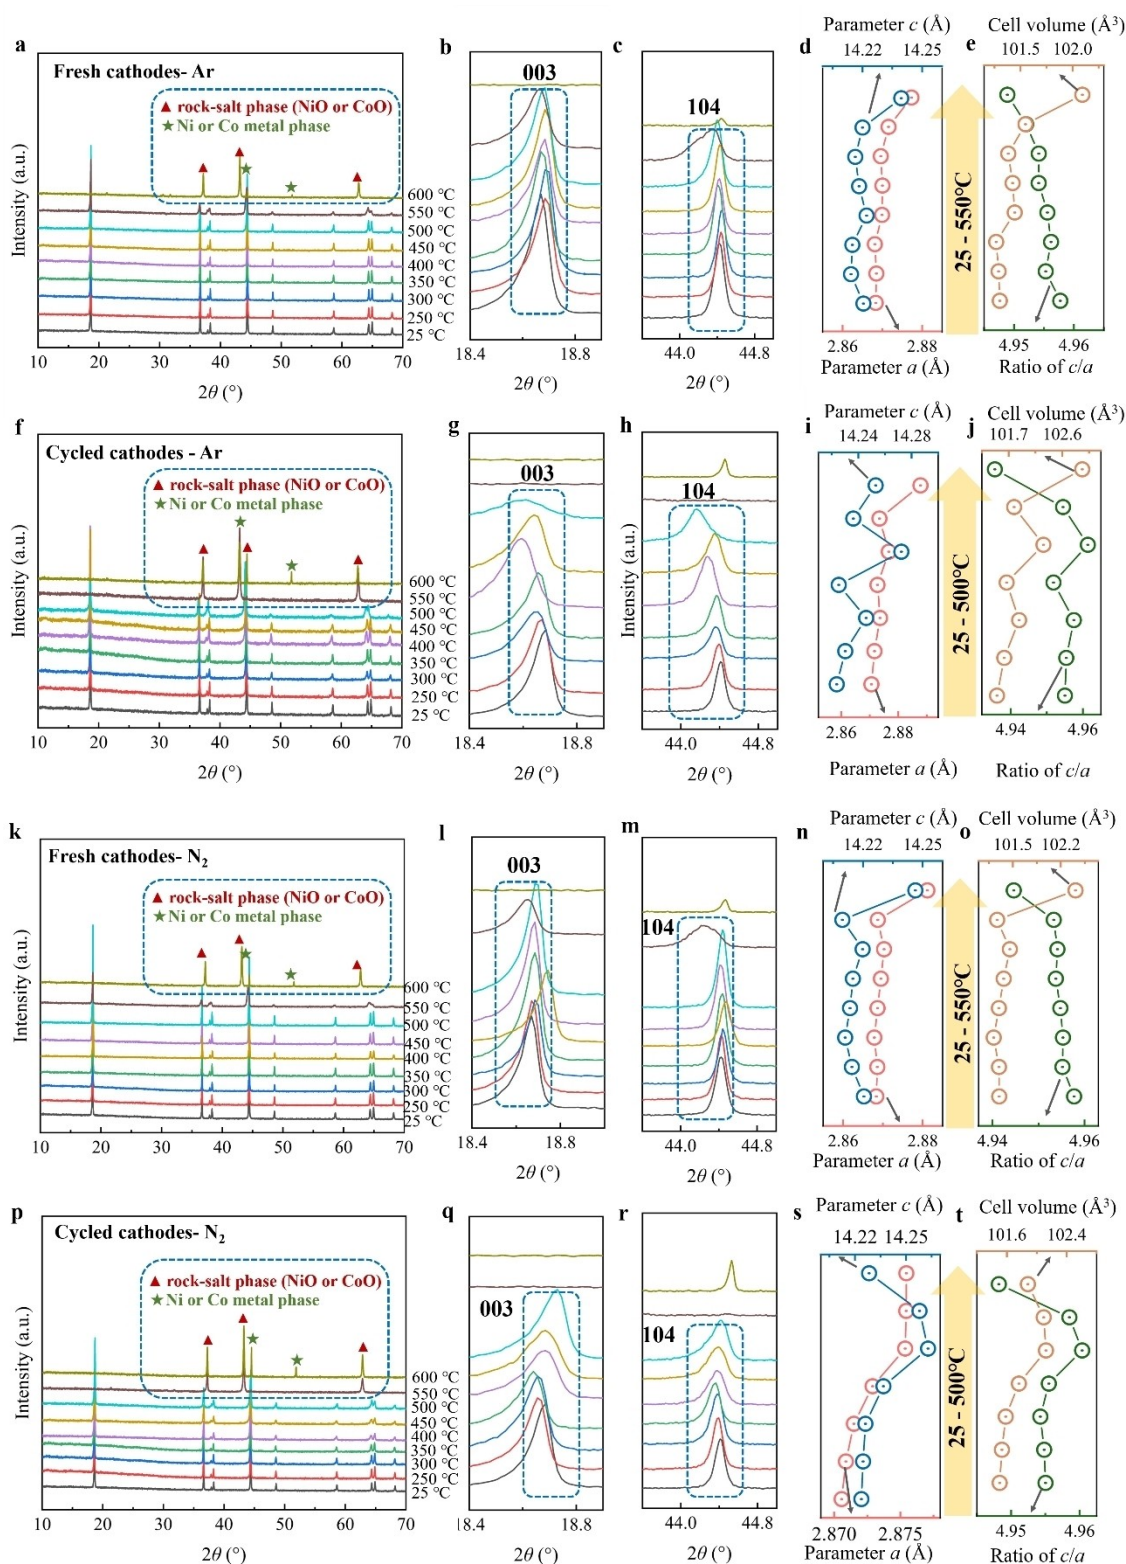 a
Fresh cathodes- Ar
▲ rock-salt phase (NiO or CoO)
★ Ni or Co metal phase
Intensity (a.u.)
600 °C
550 °C
500 °C
450 °C
400 °C
350 °C
300 °C
250 °C
25 °C
10 20 30 40 50 60 70
2θ (°)
b
003
18.4 18.8
2θ (°)
c
104
44.0 44.8
2θ (°)
d
Parameter c (Å)
14.22 14.25
2.86 2.88
Parameter a (Å)
25 - 550°C
e
Cell volume (Å³)
101.5 102.0
4.95 4.96
Ratio of c/a
f
Cycled cathodes - Ar
▲ rock-salt phase (NiO or CoO)
★ Ni or Co metal phase
Intensity (a.u.)
600 °C
550 °C
500 °C
450 °C
400 °C
350 °C
300 °C
250 °C
25 °C
10 20 30 40 50 60 70
2θ (°)
g
003
18.4 18.8
2θ (°)
h
104
Intensity (a.u.)
44.0 44.8
2θ (°)
i
Parameter c (Å)
14.24 14.28
2.86 2.88
Parameter a (Å)
25 - 500°C
j
Cell volume (Å³)
101.7 102.6
4.94 4.96
Ratio of c/a
k
Fresh cathodes- N₂
▲ rock-salt phase (NiO or CoO)
★ Ni or Co metal phase
Intensity (a.u.)
600 °C
550 °C
500 °C
450 °C
400 °C
350 °C
300 °C
250 °C
25 °C
10 20 30 40 50 60 70
2θ (°)
l
003
18.4 18.8
2θ (°)
m
104
44.0 44.8
2θ (°)
n
Parameter c (Å)
14.22 14.25
2.86 2.88
Parameter a (Å)
25 - 550°C
o
Cell volume (Å³)
101.5 102.2
4.94 4.96
Ratio of c/a
p
Cycled cathodes- N₂
▲ rock-salt phase (NiO or CoO)
★ Ni or Co metal phase
Intensity (a.u.)
600 °C
550 °C
500 °C
450 °C
400 °C
350 °C
300 °C
250 °C
25 °C
10 20 30 40 50 60 70
2θ (°)
q
003
18.4 18.8
2θ (°)
r
104
44.0 44.8
2θ (°)
s
Parameter c (Å)
14.22 14.25
2.870 2.875
Parameter a (Å)
25 - 500°C
t
Cell volume (Å³)
101.6 102.4
4.95 4.96
Ratio of c/a